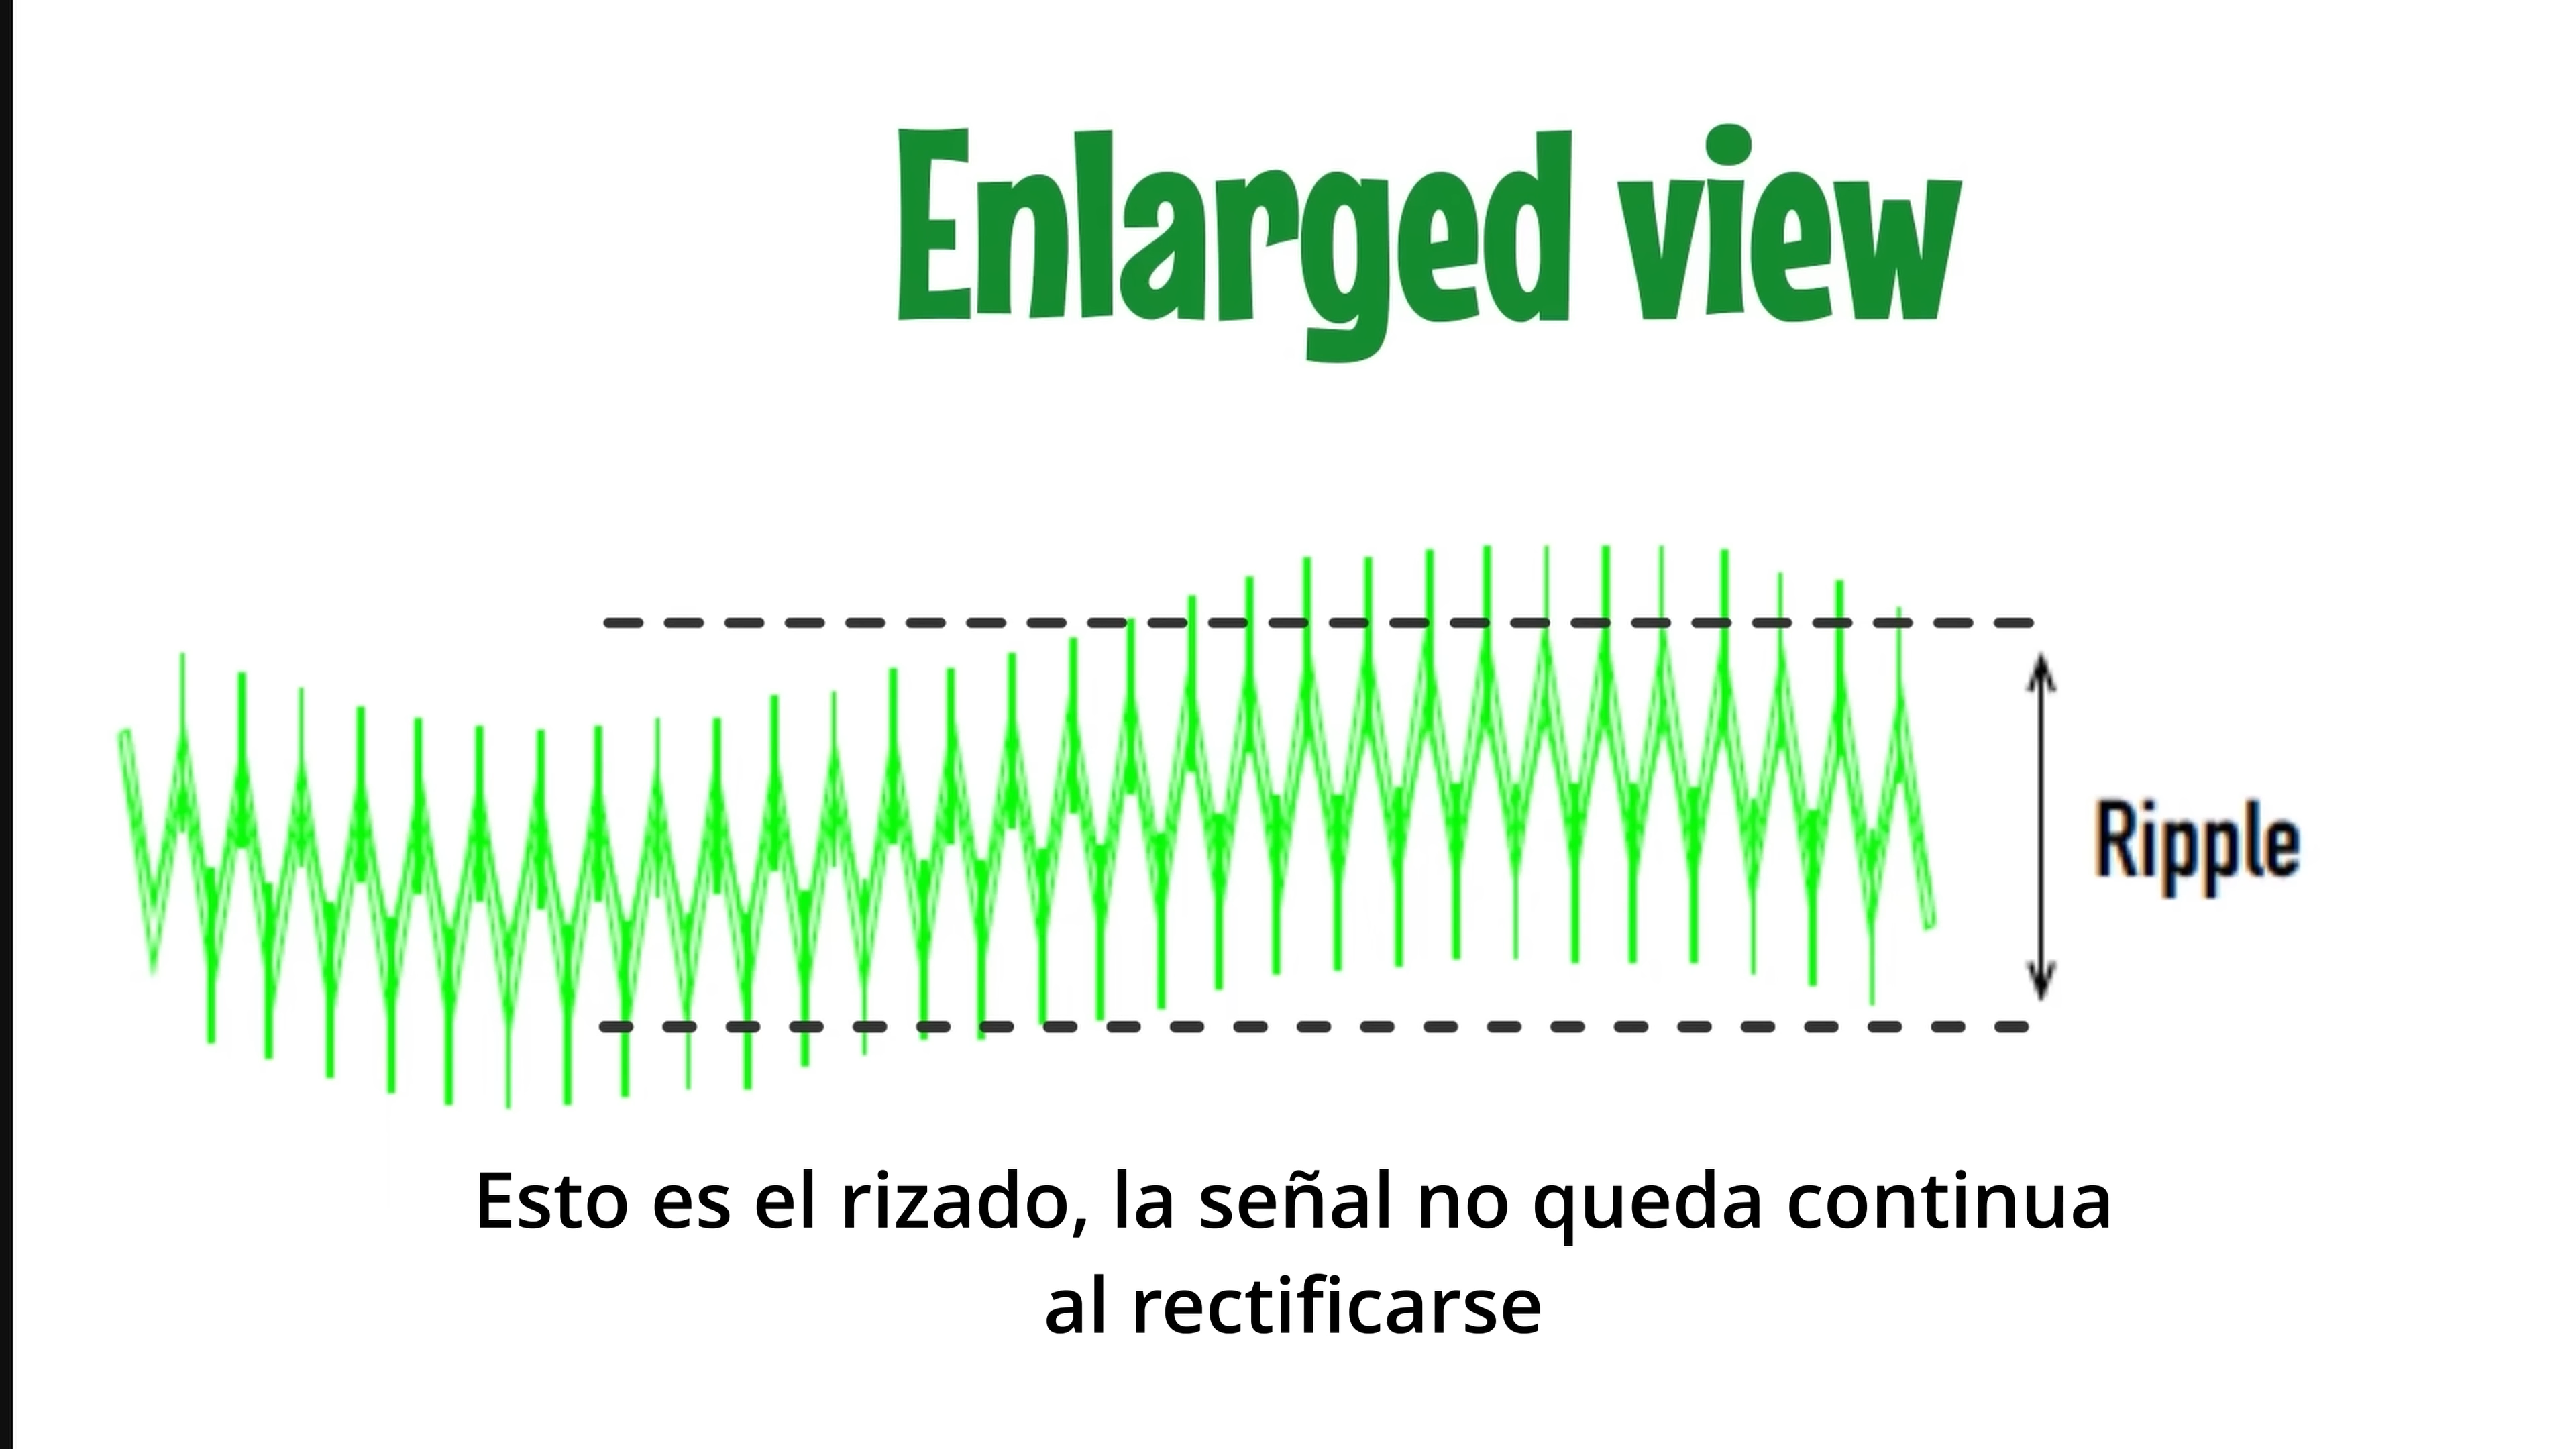 Enlarged view
Ripple
Esto es el rizado, la señal no queda continua
al rectificarse